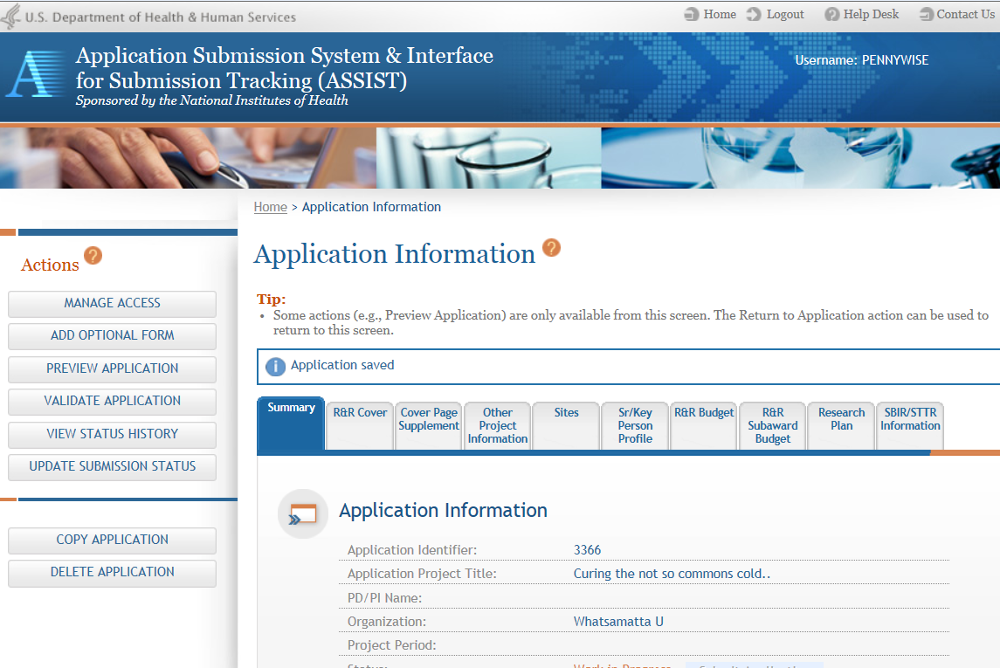 U.S. Department of Health & Human Services
Home Logout Help Desk Contact Us
Application Submission System & Interface
for Submission Tracking (ASSIST)
Sponsored by the National Institutes of Health
Username: PENNYWISE
Home > Application Information
Actions ?
MANAGE ACCESS
ADD OPTIONAL FORM
PREVIEW APPLICATION
VALIDATE APPLICATION
VIEW STATUS HISTORY
UPDATE SUBMISSION STATUS
COPY APPLICATION
DELETE APPLICATION
Application Information ?
Tip:
• Some actions (e.g., Preview Application) are only available from this screen. The Return to Application action can be used to
return to this screen.
i Application saved
Summary
R&R Cover
Cover Page
Supplement
Other
Project
Information
Sites
Sr/Key
Person
Profile
R&R Budget
R&R
Subaward
Budget
Research
Plan
SBIR/STTR
Information
Application Information
Application Identifier: 3366
Application Project Title: Curing the not so commons cold..
PD/PI Name:
Organization: Whatsamatta U
Project Period:
Status: Work in Progress